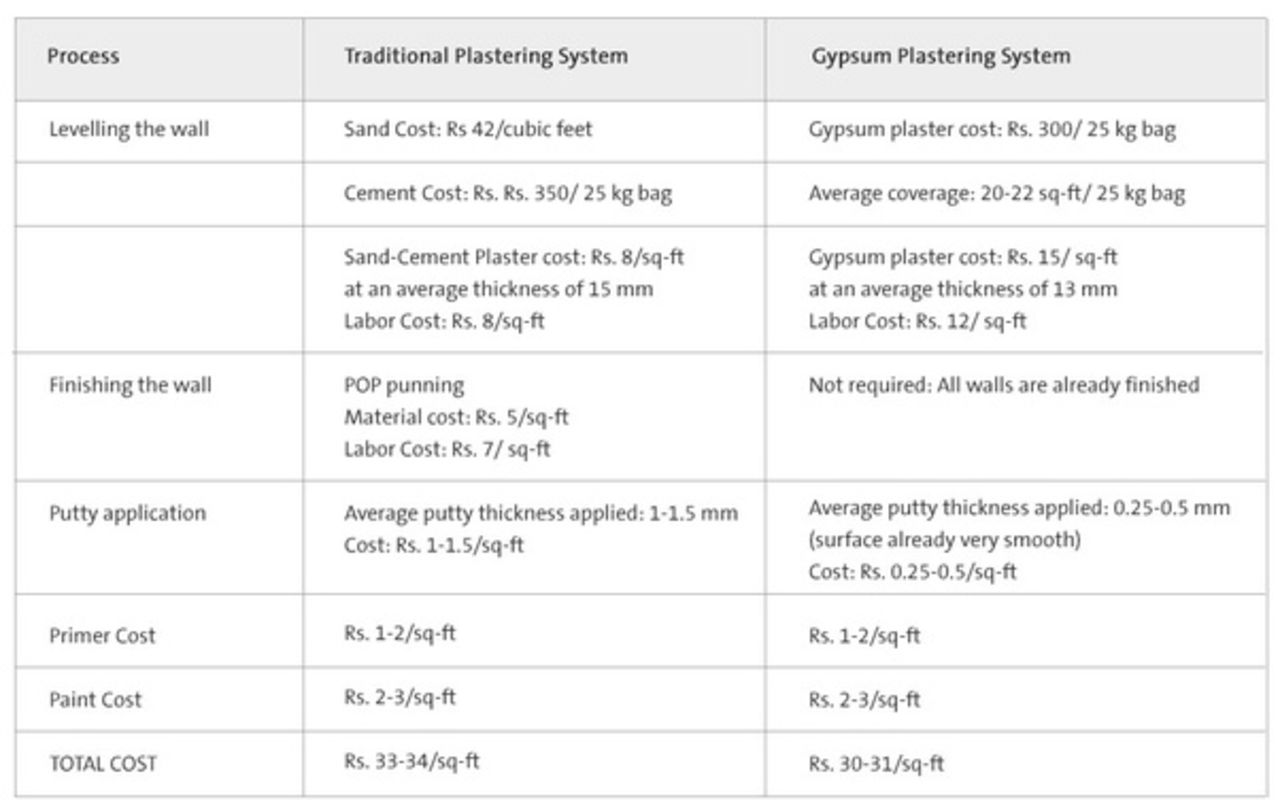 Process
Traditional Plastering System
Gypsum Plastering System
Levelling the wall
Sand Cost: Rs 42/cubic feet
Gypsum plaster cost: Rs. 300/ 25 kg bag
Cement Cost: Rs. Rs. 350/ 25 kg bag
Average coverage: 20-22 sq-ft/ 25 kg bag
Sand-Cement Plaster cost: Rs. 8/sq-ft
at an average thickness of 15 mm
Labor Cost: Rs. 8/sq-ft
Gypsum plaster cost: Rs. 15/ sq-ft
at an average thickness of 13 mm
Labor Cost: Rs. 12/ sq-ft
Finishing the wall
POP punning
Material cost: Rs. 5/sq-ft
Labor Cost: Rs. 7/ sq-ft
Not required: All walls are already finished
Putty application
Average putty thickness applied: 1-1.5 mm
Cost: Rs. 1-1.5/sq-ft
Average putty thickness applied: 0.25-0.5 mm
(surface already very smooth)
Cost: Rs. 0.25-0.5/sq-ft
Primer Cost
Rs. 1-2/sq-ft
Rs. 1-2/sq-ft
Paint Cost
Rs. 2-3/sq-ft
Rs. 2-3/sq-ft
TOTAL COST
Rs. 33-34/sq-ft
Rs. 30-31/sq-ft